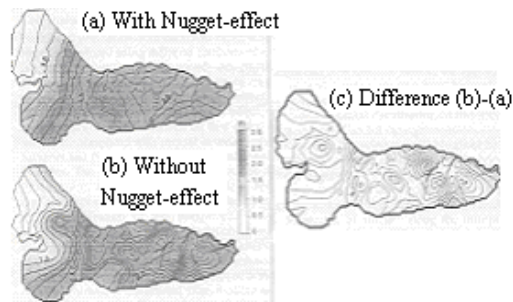 (a) With Nugget-effect
(c) Difference (b)-(a)
(b) Without
Nugget-effect